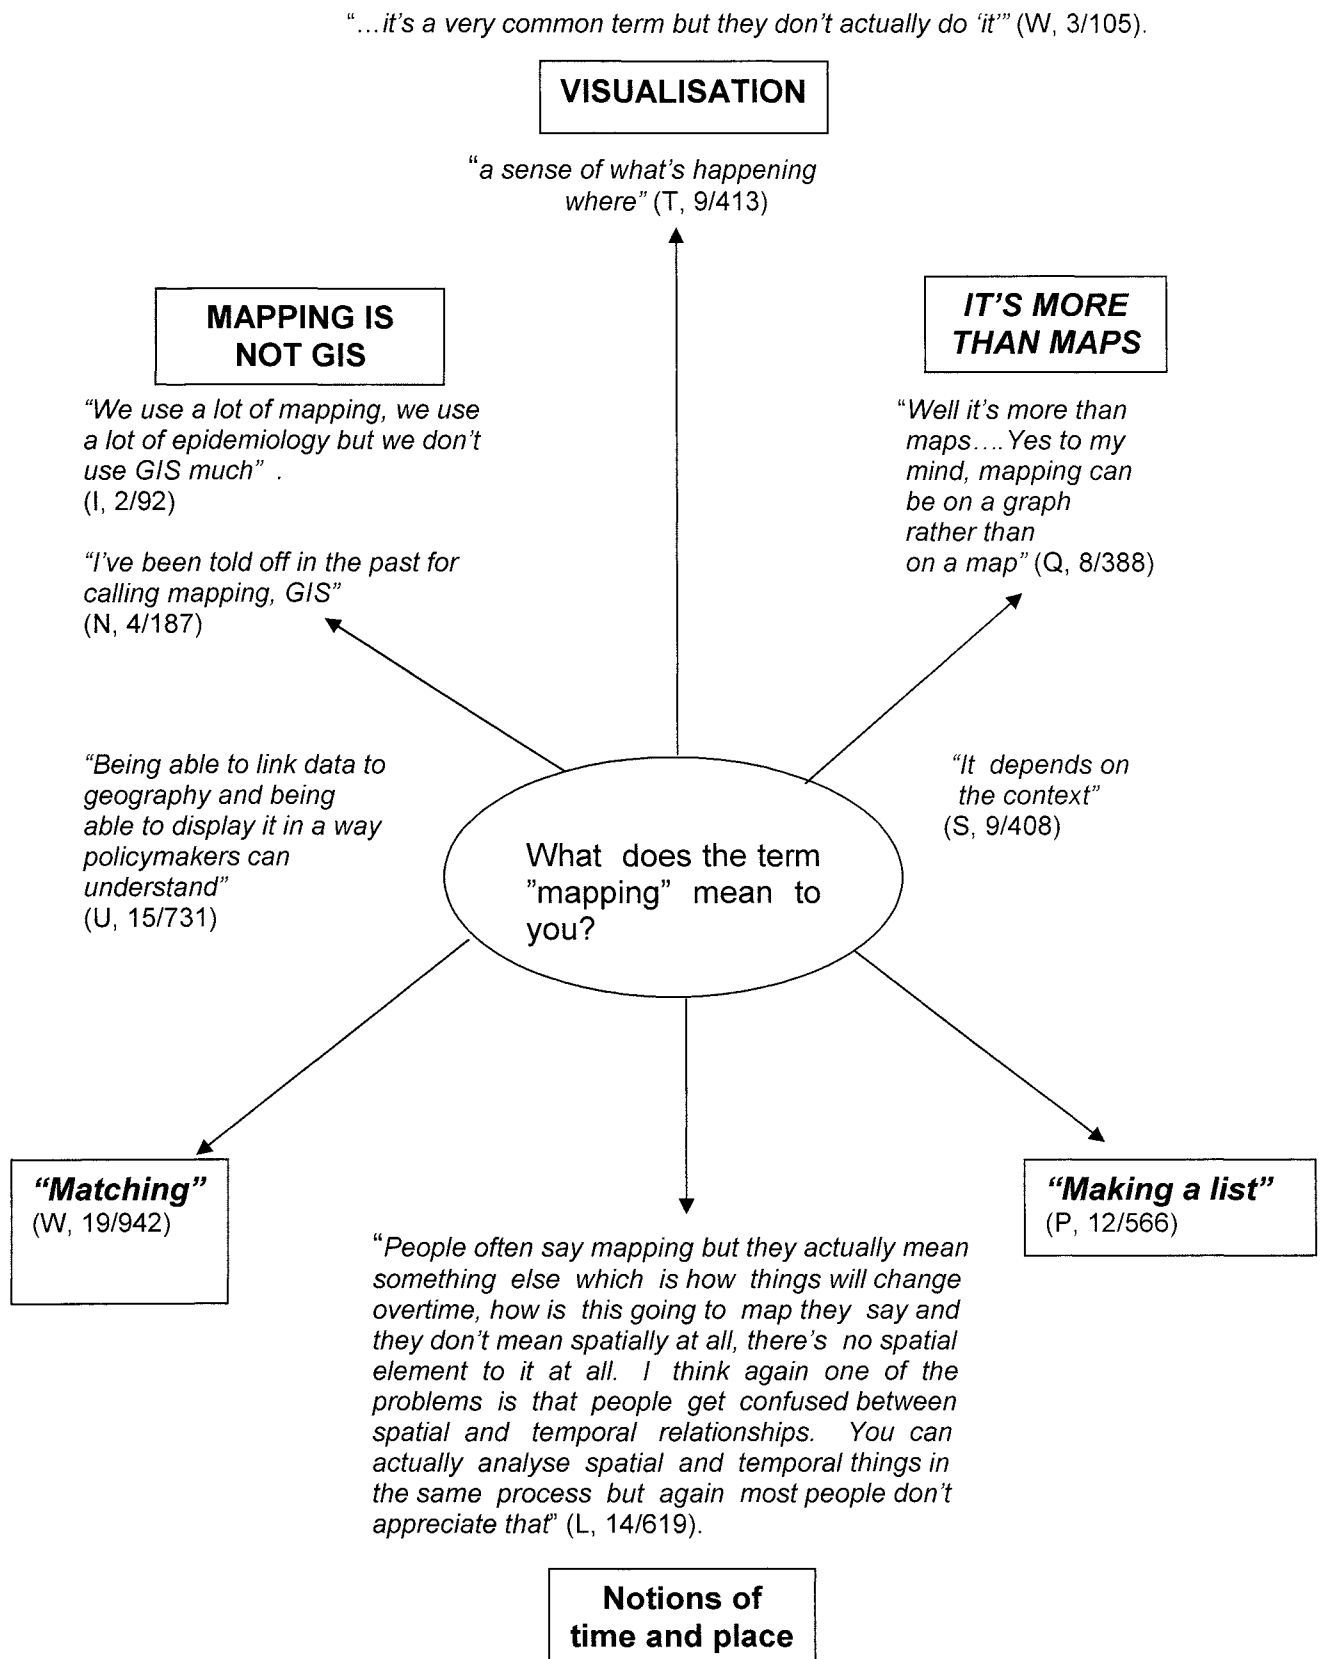 “…it’s a very common term but they don’t actually do ‘it’” (W, 3/105).
VISUALISATION
“a sense of what’s happening
where” (T, 9/413)
MAPPING IS
NOT GIS
“We use a lot of mapping, we use
a lot of epidemiology but we don’t
use GIS much” .
(I, 2/92)
“I’ve been told off in the past for
calling mapping, GIS”
(N, 4/187)
IT’S MORE
THAN MAPS
“Well it’s more than
maps….Yes to my
mind, mapping can
be on a graph
rather than
on a map” (Q, 8/388)
“Being able to link data to
geography and being
able to display it in a way
policymakers can
understand”
(U, 15/731)
“It depends on
the context”
(S, 9/408)
What does the term
”mapping” mean to
you?
“Matching”
(W, 19/942)
“Making a list”
(P, 12/566)
“People often say mapping but they actually mean
something else which is how things will change
overtime, how is this going to map they say and
they don’t mean spatially at all, there’s no spatial
element to it at all. I think again one of the
problems is that people get confused between
spatial and temporal relationships. You can
actually analyse spatial and temporal things in
the same process but again most people don’t
appreciate that” (L, 14/619).
Notions of
time and place